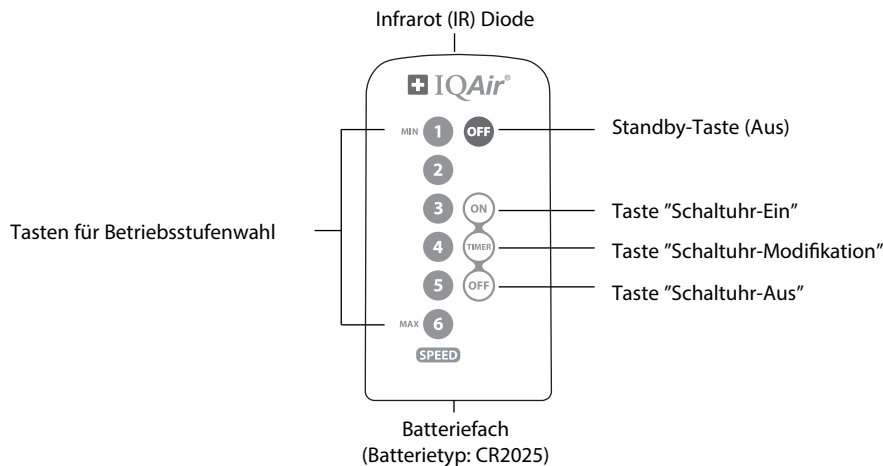 Infrarot (IR) Diode
IQAir®
MIN 1 OFF
Standby-Taste (Aus)
2
3 ON
Taste ”Schaltuhr-Ein”
Tasten für Betriebsstufenwahl
4 TIMER
Taste ”Schaltuhr-Modifikation”
5 OFF
Taste ”Schaltuhr-Aus”
MAX 6
SPEED
Batteriefach
(Batterietyp: CR2025)